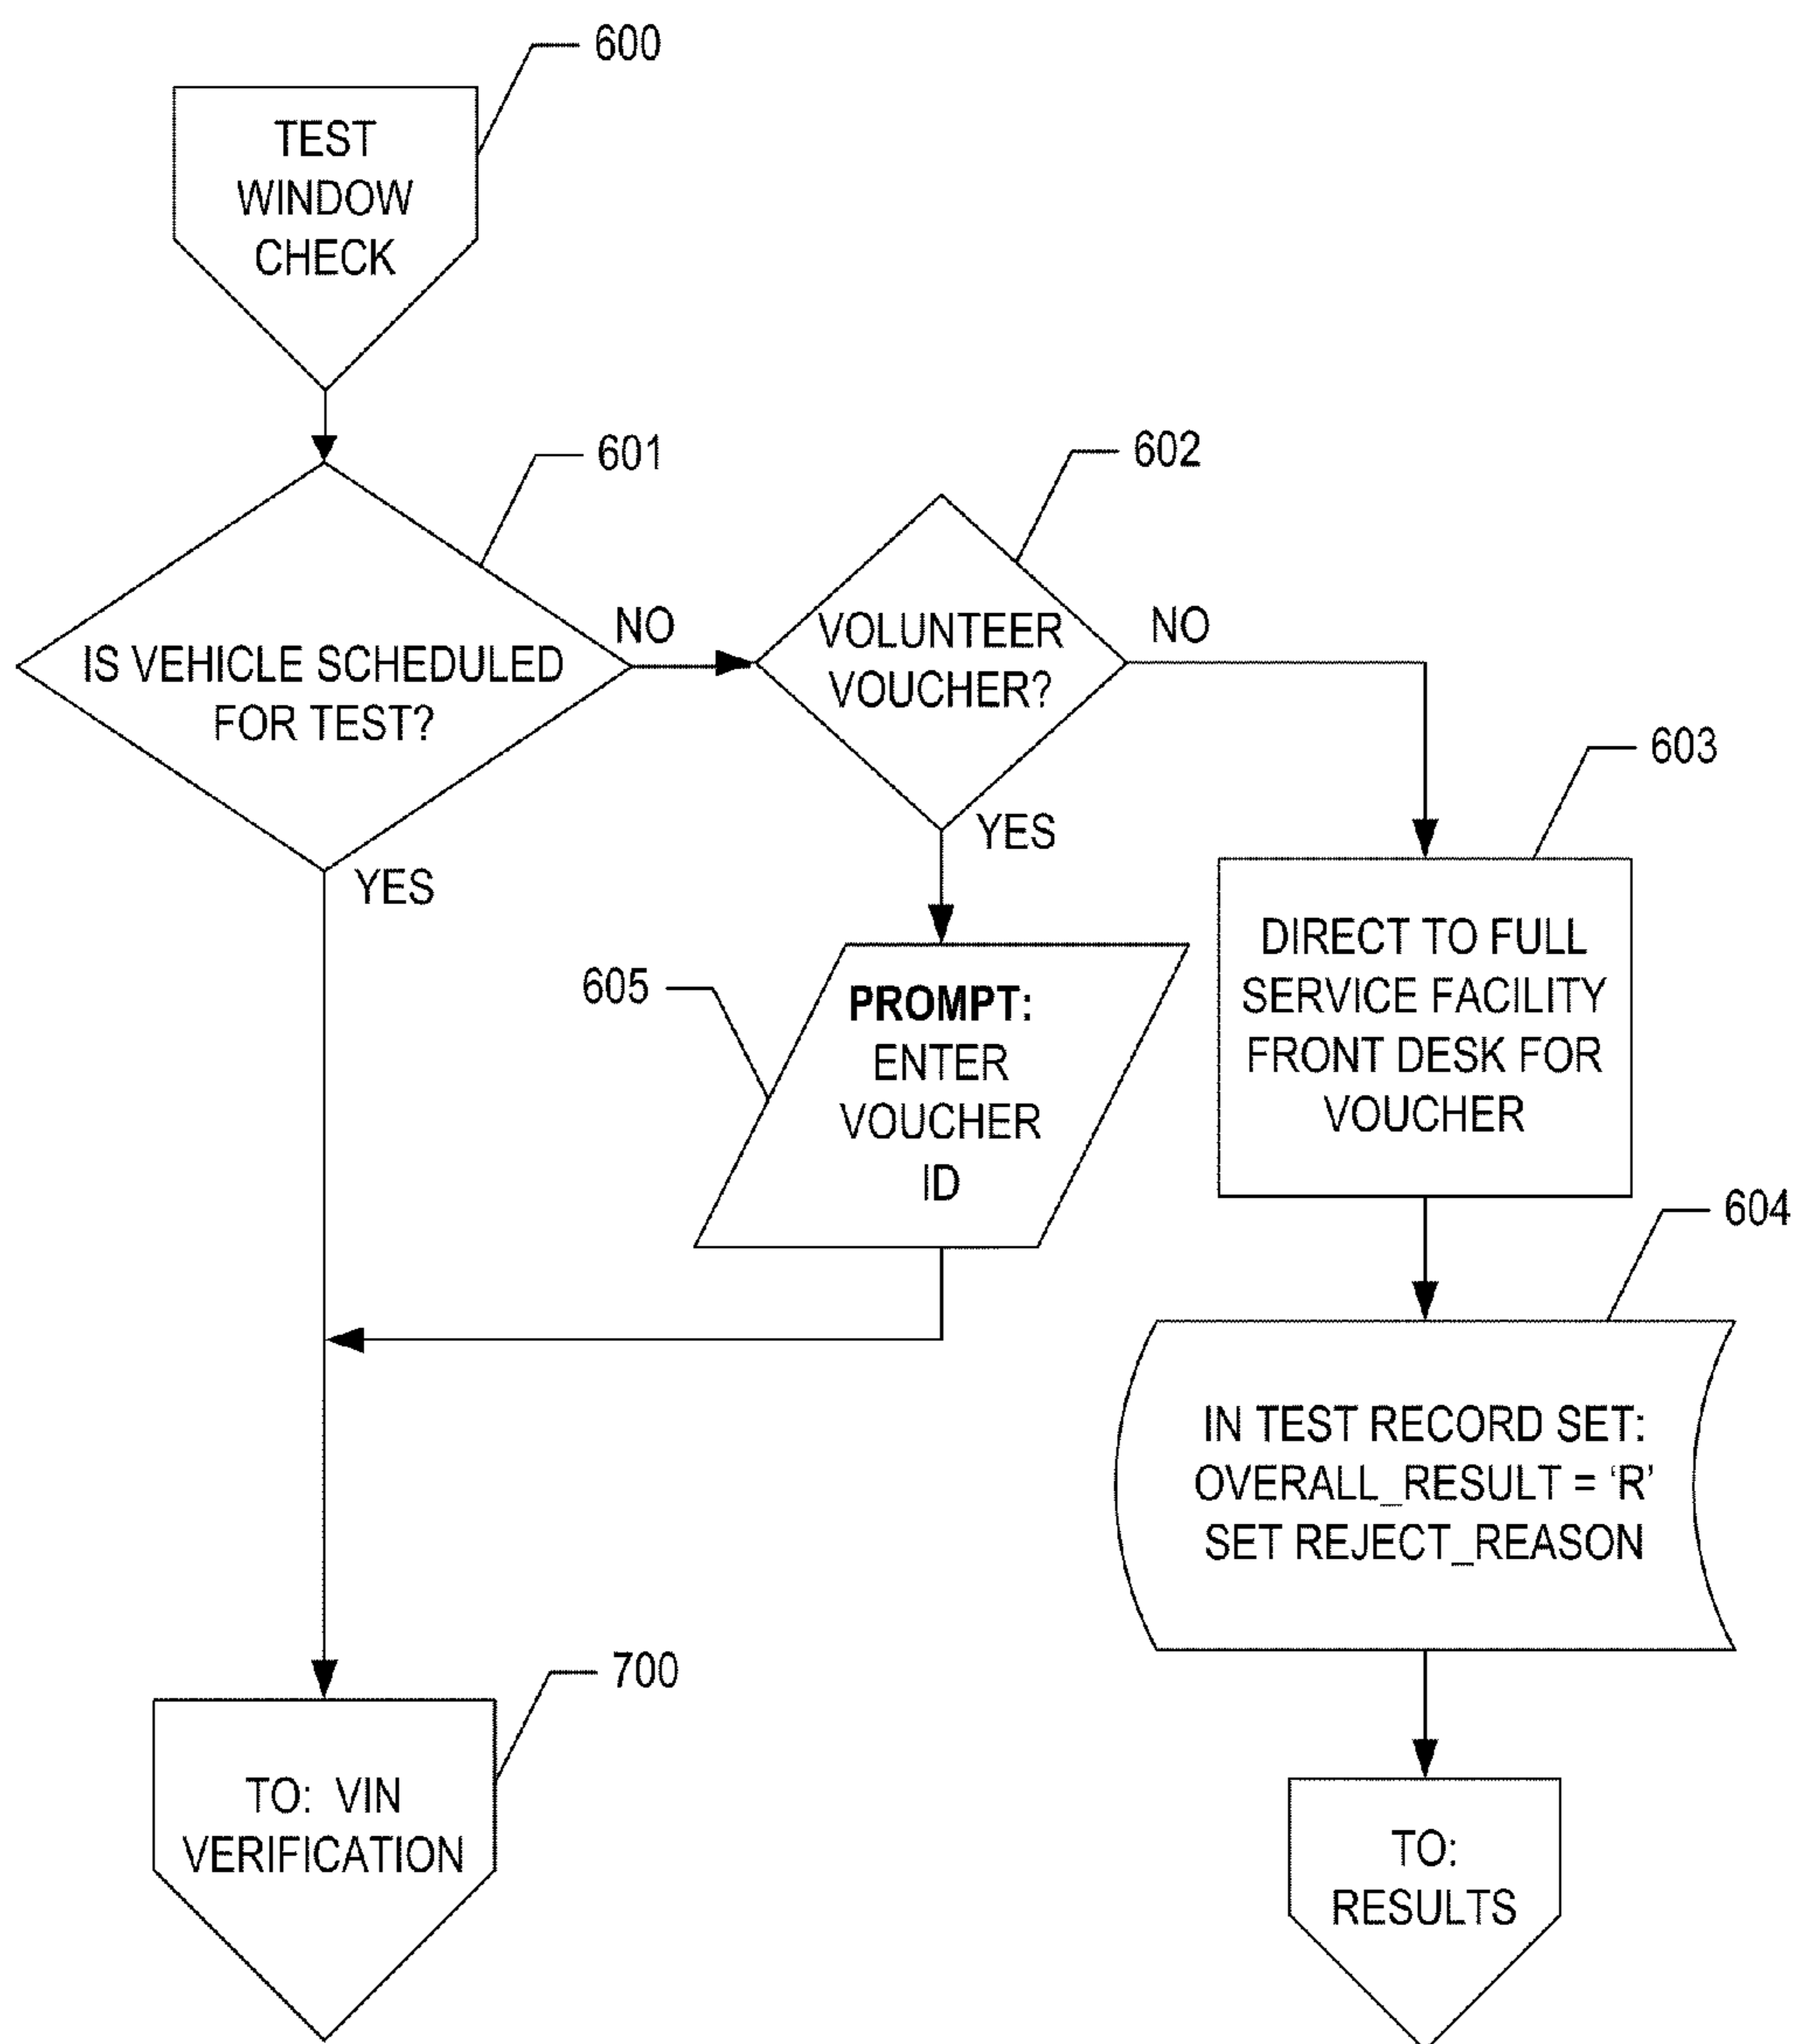 600
TEST
WINDOW
CHECK
601
IS VEHICLE SCHEDULED
FOR TEST?
NO
YES
602
VOLUNTEER
VOUCHER?
NO
YES
603
DIRECT TO FULL
SERVICE FACILITY
FRONT DESK FOR
VOUCHER
605
PROMPT:
ENTER
VOUCHER
ID
604
IN TEST RECORD SET:
OVERALL_RESULT = ‘R’
SET REJECT_REASON
700
TO: VIN
VERIFICATION
TO:
RESULTS